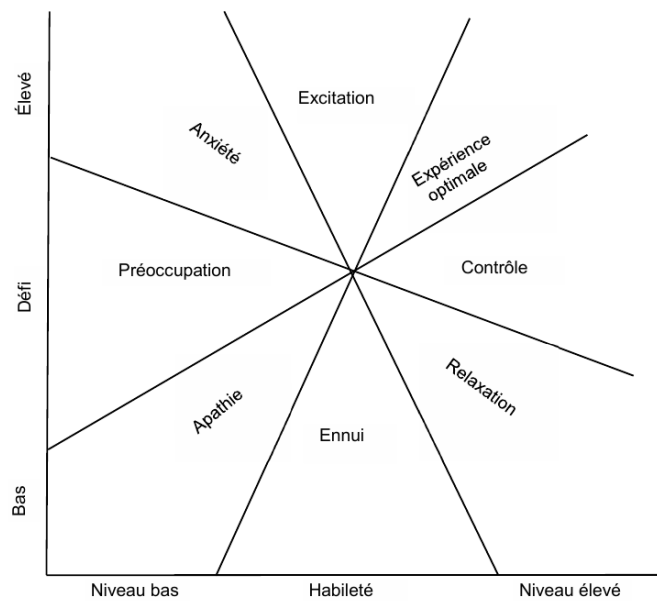 Élevé
Excitation
Anxiété
Expérience
optimale
Préoccupation
Contrôle
Défi
Relaxation
Apathie
Ennui
Bas
Niveau bas
Habileté
Niveau élevé